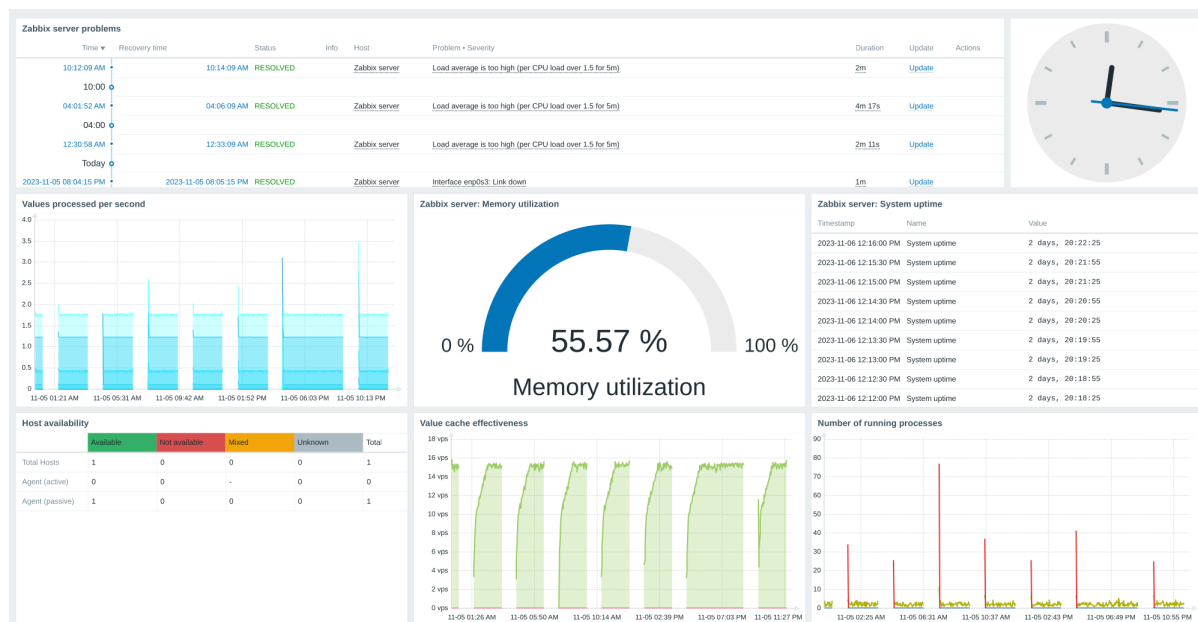 Zabbix server problems
Time ▼ Recovery time Status Info Host Problem • Severity Duration Update Actions
10:12:09 AM 10:14:09 AM RESOLVED Zabbix server Load average is too high (per CPU load over 1.5 for 5m) 2m Update
10:00
04:01:52 AM 04:06:09 AM RESOLVED Zabbix server Load average is too high (per CPU load over 1.5 for 5m) 4m 17s Update
04:00
12:30:58 AM 12:33:09 AM RESOLVED Zabbix server Load average is too high (per CPU load over 1.5 for 5m) 2m 11s Update
Today
2023-11-05 08:04:15 PM 2023-11-05 08:05:15 PM RESOLVED Zabbix server Interface enp0s3: Link down 1m Update
Values processed per second
4.0
3.5
3.0
2.5
2.0
1.5
1.0
0.5
0
11-05 01:21 AM 11-05 05:31 AM 11-05 09:42 AM 11-05 01:52 PM 11-05 06:03 PM 11-05 10:13 PM
Zabbix server: Memory utilization
0 % 55.57 % 100 %
Memory utilization
Zabbix server: System uptime
Timestamp Name Value
2023-11-06 12:16:00 PM System uptime 2 days, 20:22:25
2023-11-06 12:15:30 PM System uptime 2 days, 20:21:55
2023-11-06 12:15:00 PM System uptime 2 days, 20:21:25
2023-11-06 12:14:30 PM System uptime 2 days, 20:20:55
2023-11-06 12:14:00 PM System uptime 2 days, 20:20:25
2023-11-06 12:13:30 PM System uptime 2 days, 20:19:55
2023-11-06 12:13:00 PM System uptime 2 days, 20:19:25
2023-11-06 12:12:30 PM System uptime 2 days, 20:18:55
2023-11-06 12:12:00 PM System uptime 2 days, 20:18:25
Host availability
Available Not available Mixed Unknown Total
Total Hosts 1 0 0 0 1
Agent (active) 0 0 - 0 0
Agent (passive) 1 0 0 0 1
Value cache effectiveness
18 vps
16 vps
14 vps
12 vps
10 vps
8 vps
6 vps
4 vps
2 vps
0 vps
11-05 01:26 AM 11-05 05:50 AM 11-05 10:14 AM 11-05 02:39 PM 11-05 07:03 PM 11-05 11:27 PM
Number of running processes
90
80
70
60
50
40
30
20
10
0
11-05 02:25 AM 11-05 06:31 AM 11-05 10:37 AM 11-05 02:43 PM 11-05 06:49 PM 11-05 10:55 PM